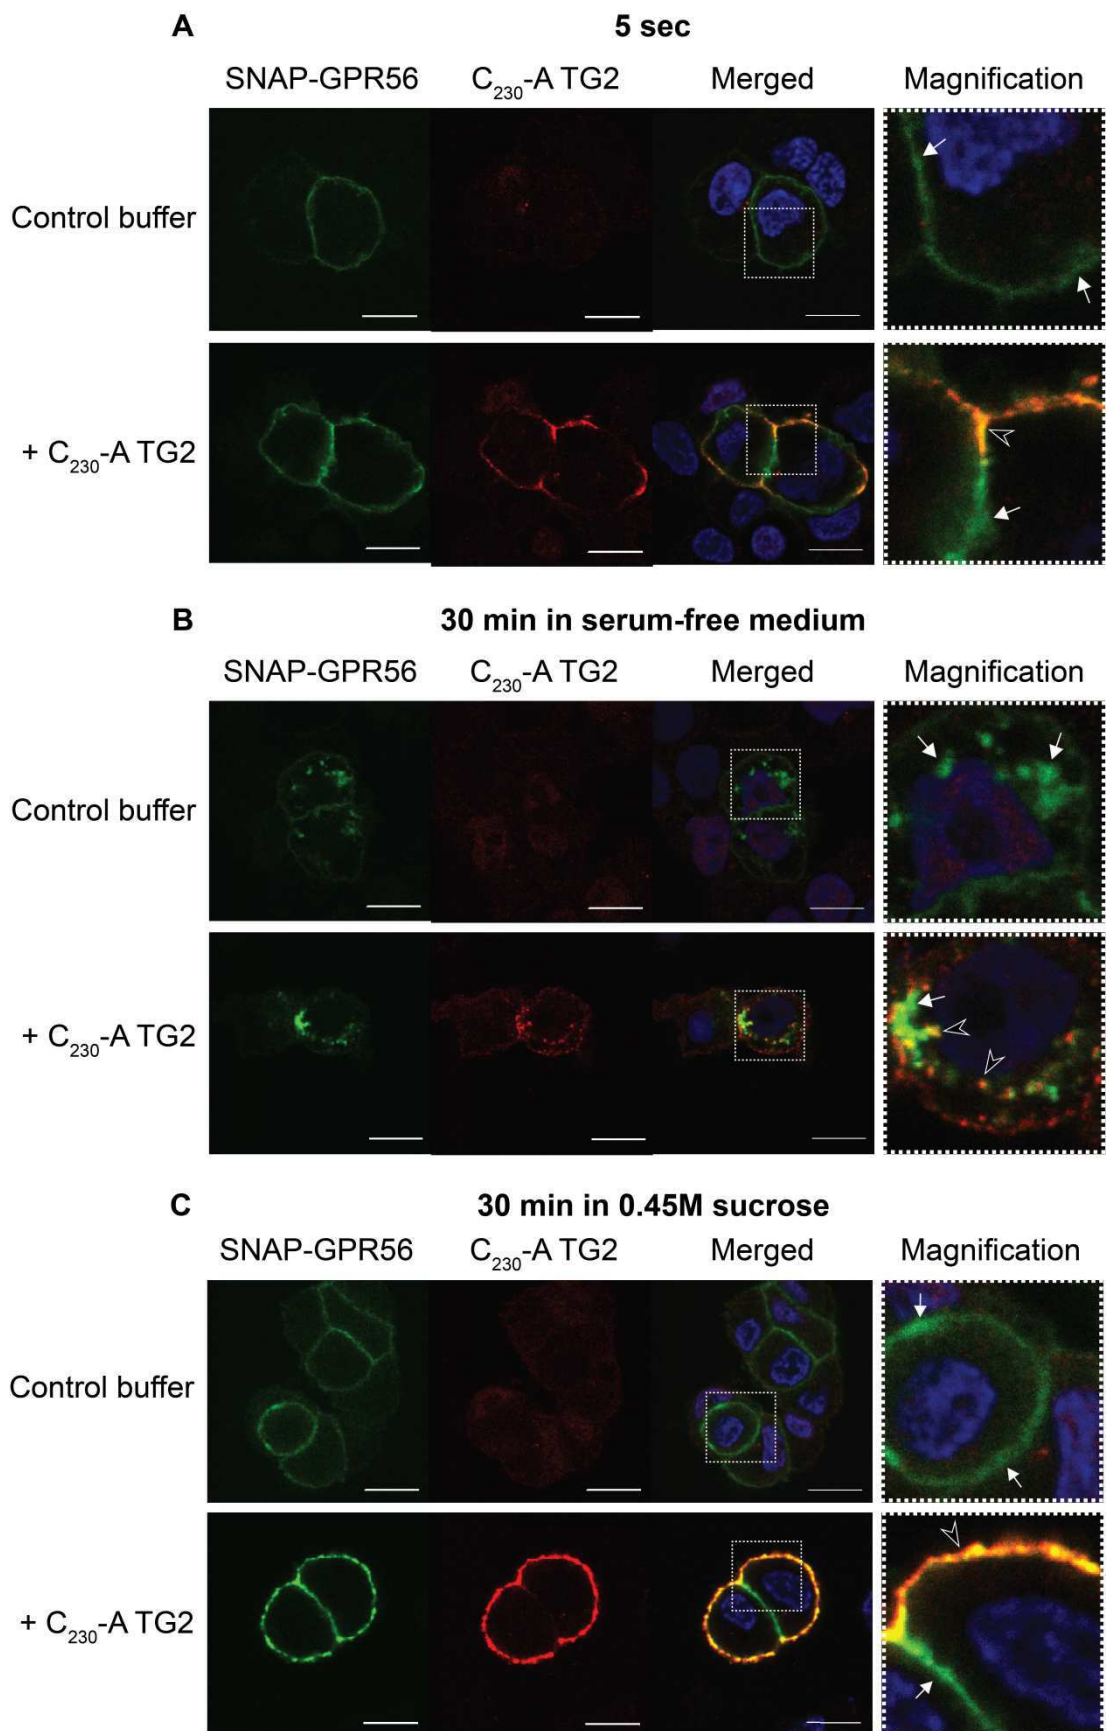 A 5 sec
SNAP-GPR56 C₂₃₀-A TG2 Merged Magnification
Control buffer
+ C₂₃₀-A TG2
B 30 min in serum-free medium
SNAP-GPR56 C₂₃₀-A TG2 Merged Magnification
Control buffer
+ C₂₃₀-A TG2
C 30 min in 0.45M sucrose
SNAP-GPR56 C₂₃₀-A TG2 Merged Magnification
Control buffer
+ C₂₃₀-A TG2